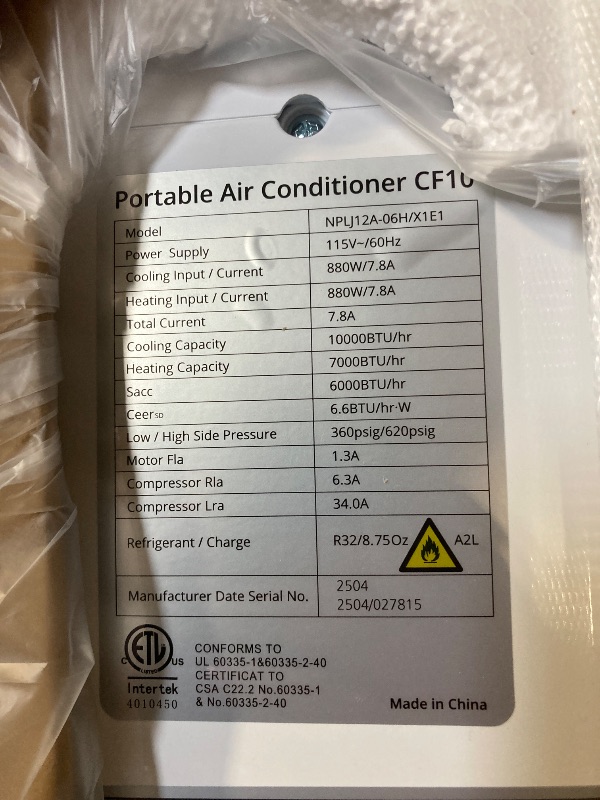 Portable Air Conditioner CF10
Model NPLJ12A-06H/X1E1
Power Supply 115V~/60Hz
Cooling Input / Current 880W/7.8A
Heating Input / Current 880W/7.8A
Total Current 7.8A
Cooling Capacity 10000BTU/hr
Heating Capacity 7000BTU/hr
Sacc 6000BTU/hr
CeerSD 6.6BTU/hr·W
Low / High Side Pressure 360psig/620psig
Motor Fla 1.3A
Compressor Rla 6.3A
Compressor Lra 34.0A
Refrigerant / Charge R32/8.75Oz A2L
Manufacturer Date Serial No. 2504
2504/027815
ETL
C US
LISTED
Intertek
4010450
CONFORMS TO
UL 60335-1&60335-2-40
CERTIFICAT TO
CSA C22.2 No.60335-1
& No.60335-2-40
Made in China